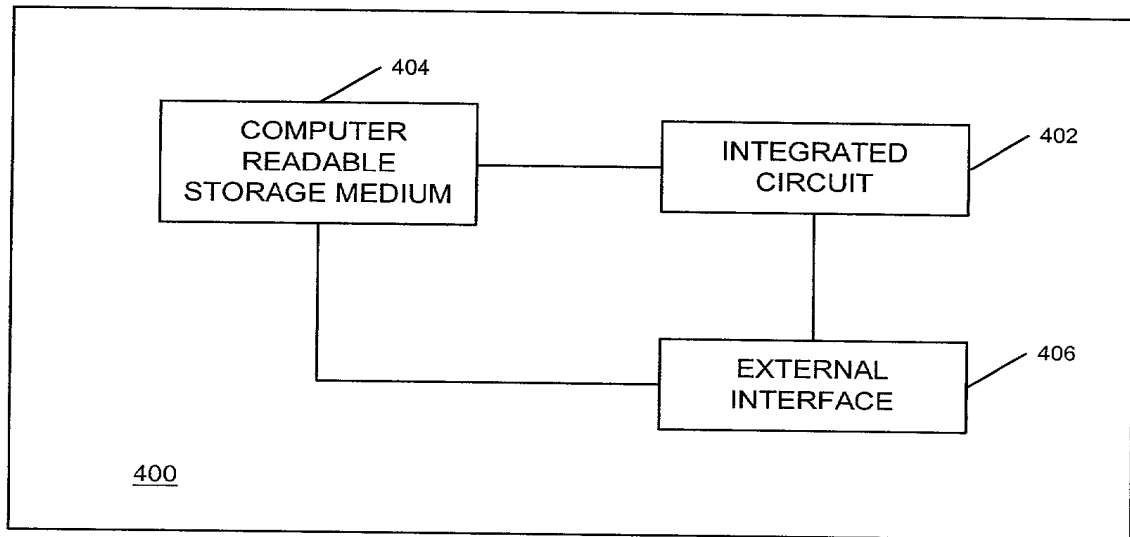 404
COMPUTER
READABLE
STORAGE MEDIUM
INTEGRATED
CIRCUIT
402
EXTERNAL
INTERFACE
406
400